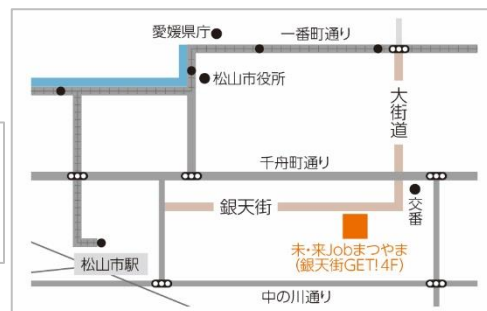 愛媛県庁
一番町通り
松山市役所
大街道
千舟町通り
銀天街
交番
未・来Jobまつやま
(銀天街GET!4F)
松山市駅
中の川通り